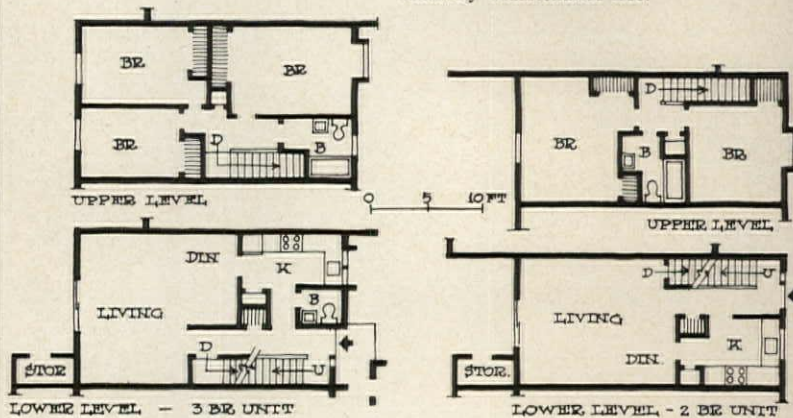 BR
BR
BR
D
B
UPPER LEVEL
0 5 10 FT
D
BR
B
BR
UPPER LEVEL
DIN
K
LIVING
B
D
U
STOR
LOWER LEVEL — 3 BR UNIT
D
U
LIVING
K
DIN.
STOR.
LOWER LEVEL - 2 BR UNIT